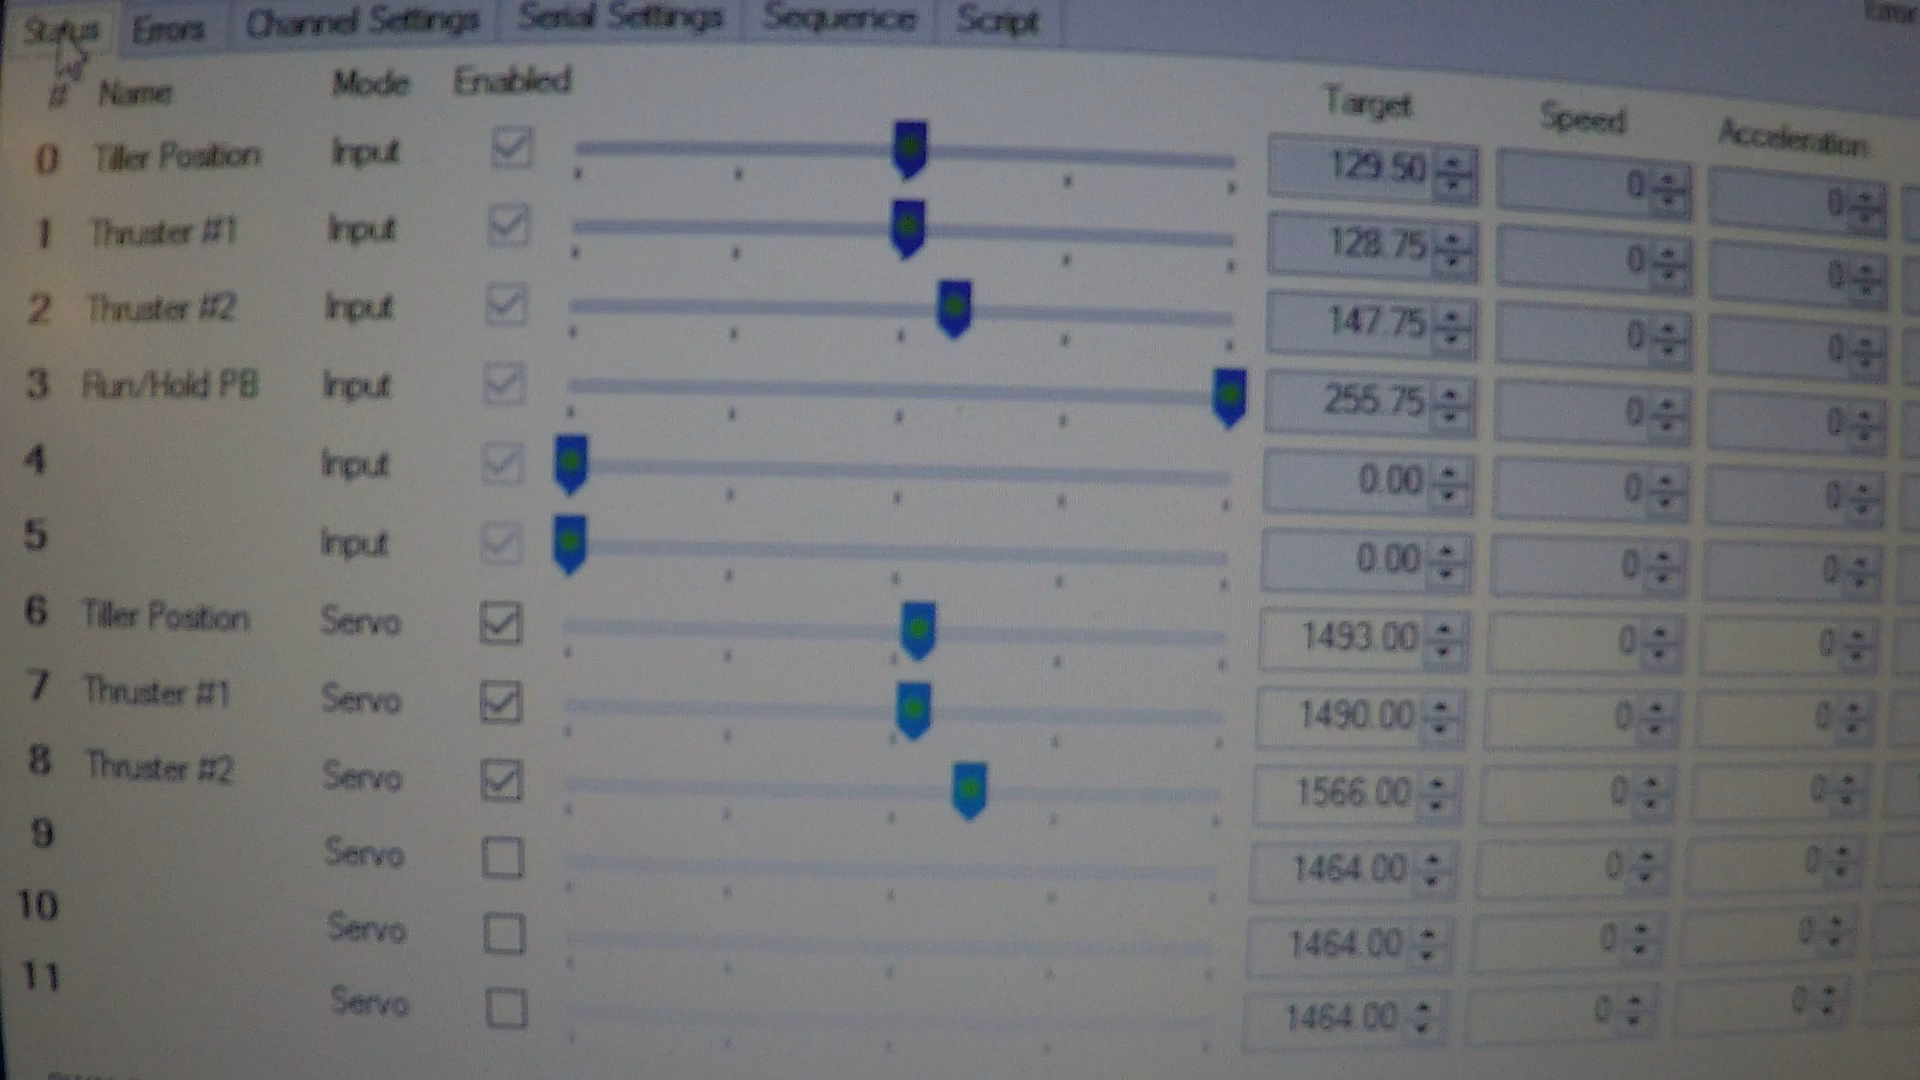 Status Errors Channel Settings Serial Settings Sequence Script Error
# Name Mode Enabled Target Speed Acceleration
0 Tiller Position Input 129.50 0 0
1 Thruster #1 Input 128.75 0 0
2 Thruster #2 Input 147.75 0 0
3 Run/Hold PB Input 255.75 0 0
4 Input 0.00 0 0
5 Input 0.00 0 0
6 Tiller Position Servo 1493.00 0 0
7 Thruster #1 Servo 1490.00 0 0
8 Thruster #2 Servo 1566.00 0 0
9 Servo 1464.00 0 0
10 Servo 1464.00 0 0
11 Servo 1464.00 0 0